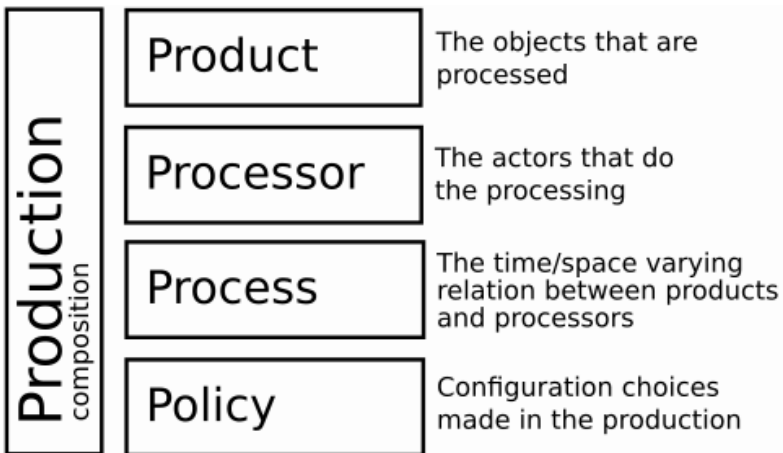 Production
composition
Product
The objects that are
processed
Processor
The actors that do
the processing
Process
The time/space varying
relation between products
and processors
Policy
Configuration choices
made in the production